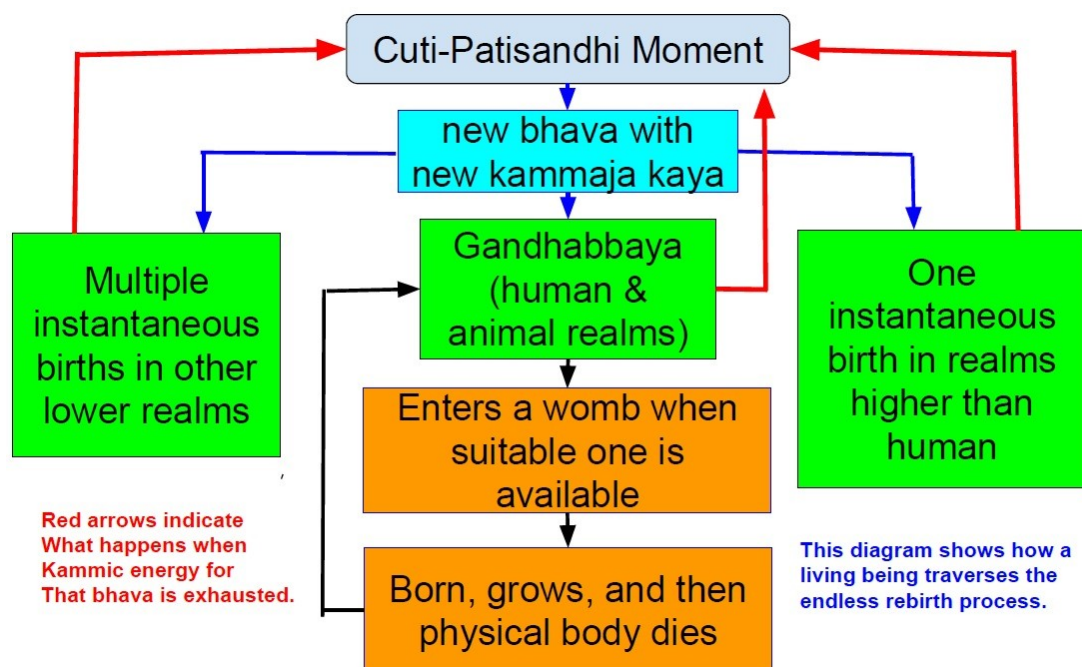 Cuti-Patisandhi Moment
new bhava with
new kammaja kaya
Multiple
instantaneous
births in other
lower realms
Gandhabbaya
(human &
animal realms)
One
instantaneous
birth in realms
higher than
human
Enters a womb when
suitable one is
available
,
Red arrows indicate
What happens when
Kammic energy for
That bhava is exhausted.
Born, grows, and then
physical body dies
This diagram shows how a
living being traverses the
endless rebirth process.